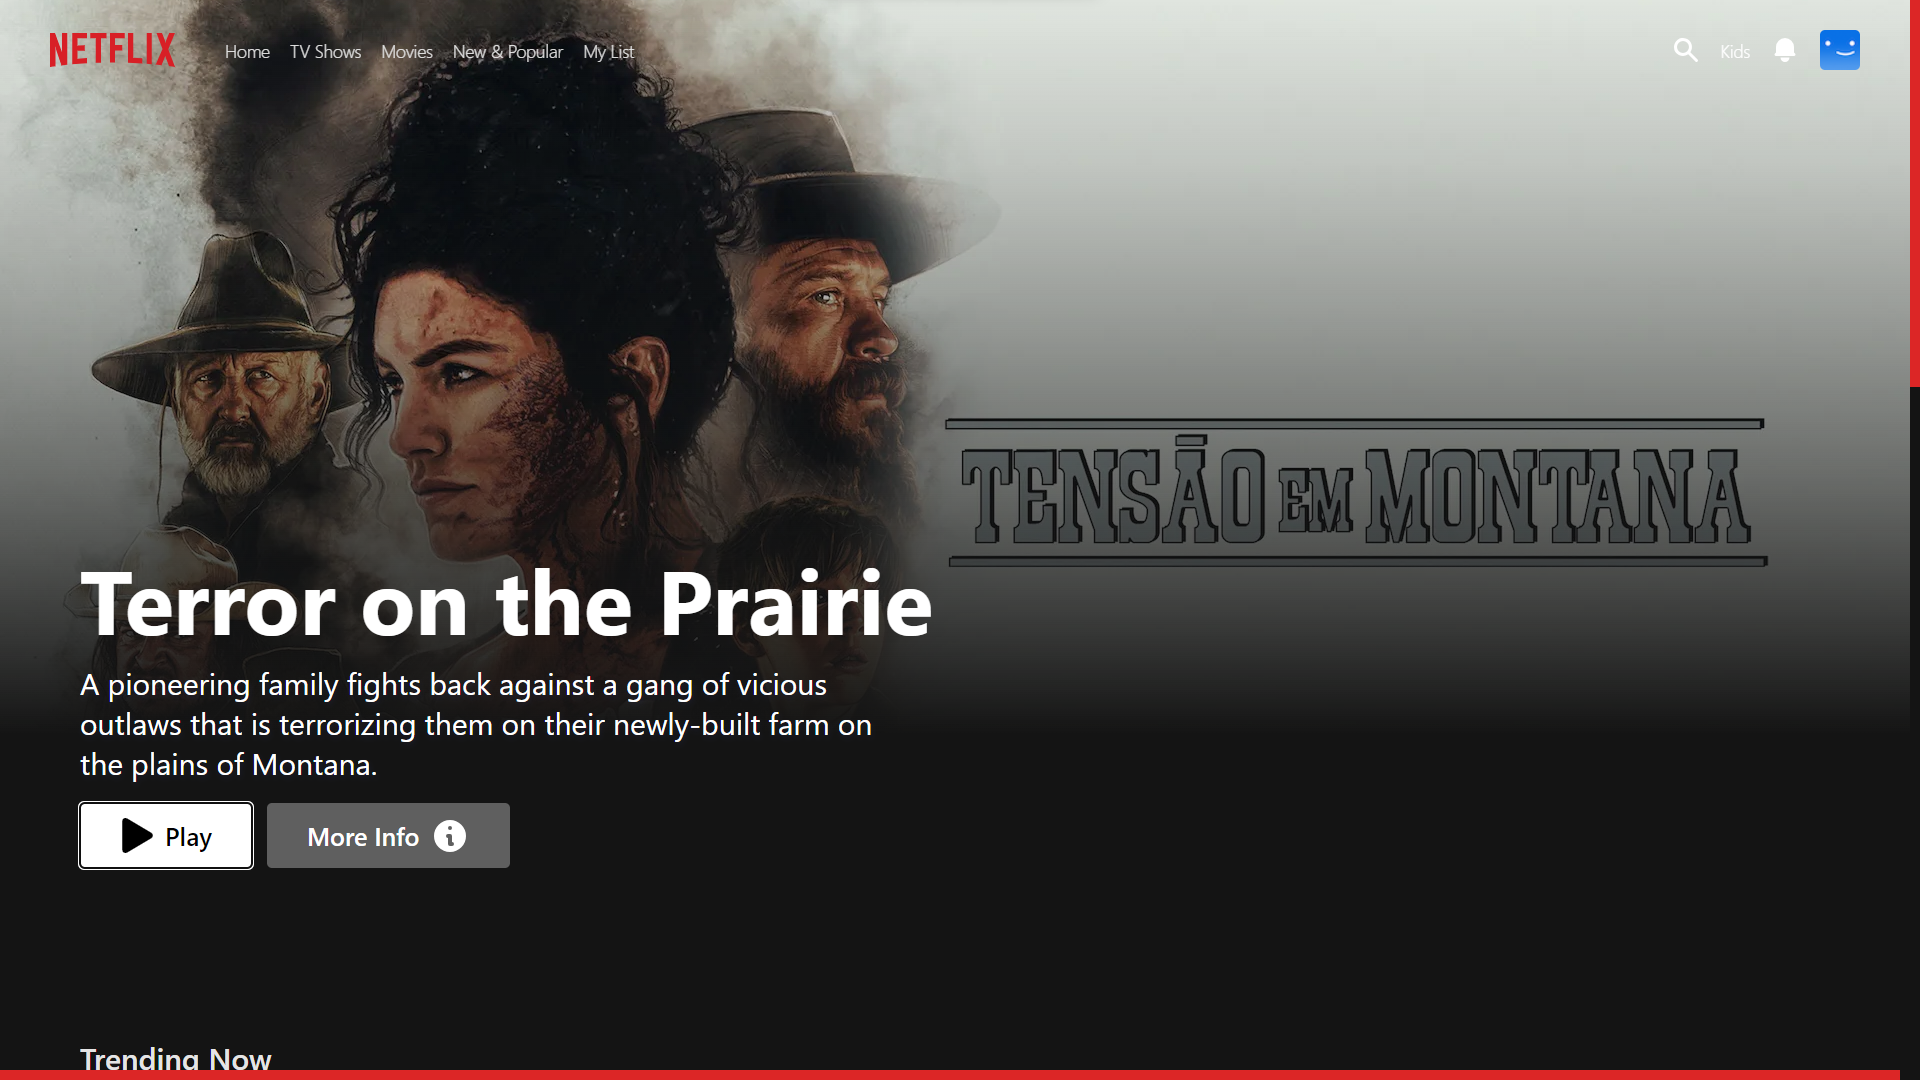 NETFLIX
Home TV Shows Movies New & Popular My List
Kids
TENSÃO EM MONTANA
Terror on the Prairie
A pioneering family fights back against a gang of vicious
outlaws that is terrorizing them on their newly-built farm on
the plains of Montana.
Play
More Info
Trending Now